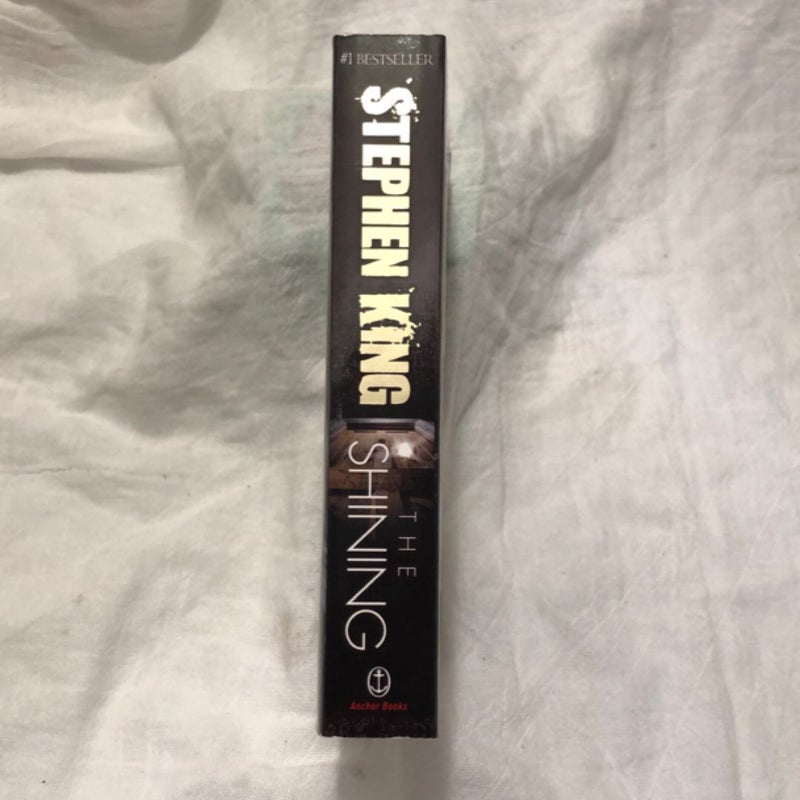 #1 BESTSELLER
STEPHEN KING
THE
SHINING
Anchor Books